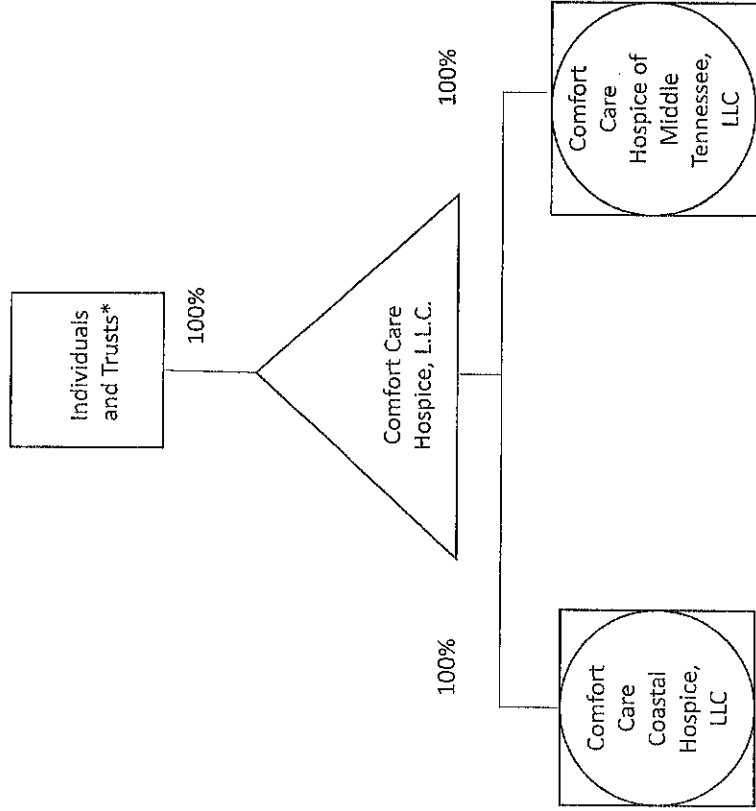 Individuals
and Trusts*
100%
Comfort Care
Hospice, L.L.C.
100%
100%
Comfort
Care
Coastal
Hospice,
LLC
Comfort
Care
Hospice of
Middle
Tennessee,
LLC